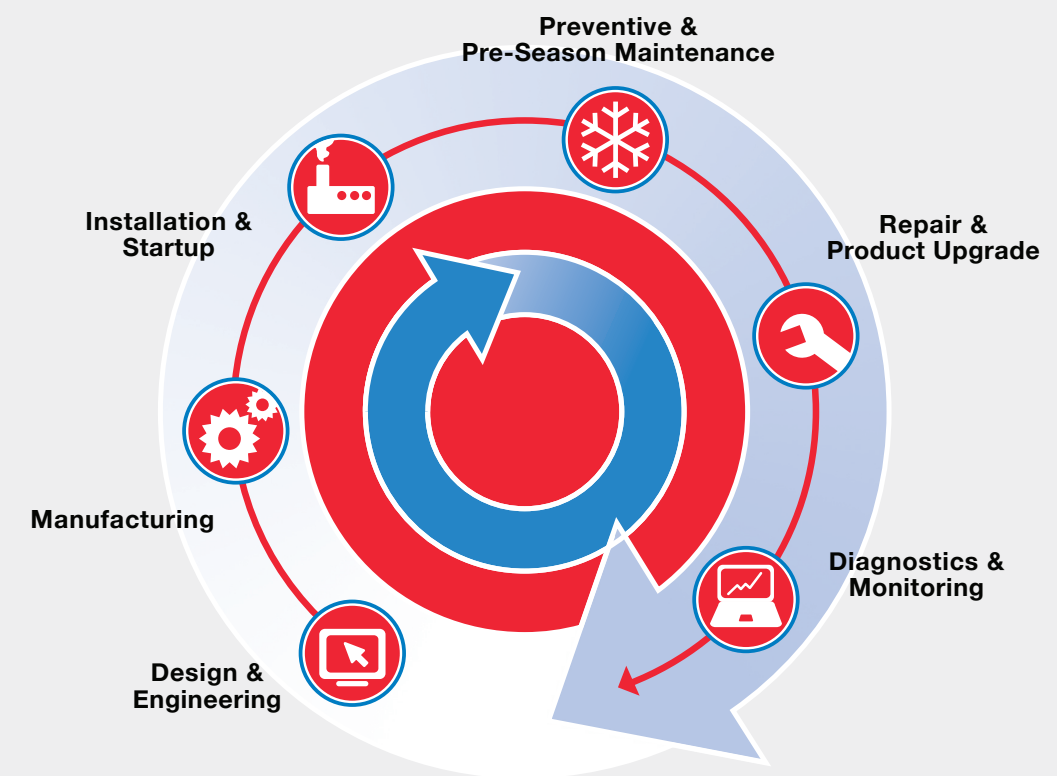 Preventive &
Pre-Season Maintenance
Installation &
Startup
Repair &
Product Upgrade
Manufacturing
Diagnostics &
Monitoring
Design &
Engineering